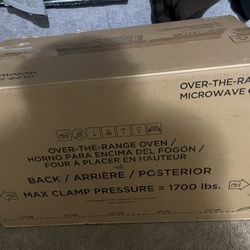 OVER-THE-RANGE OVEN /
HORNO PARA ENCIMA DEL FOGÓN /
FOUR À PLACER EN HAUTEUR
BACK / ARRIÈRE / POSTERIOR
MAX CLAMP PRESSURE = 1700 lbs.
OVER-THE-RA
MICROWAVE